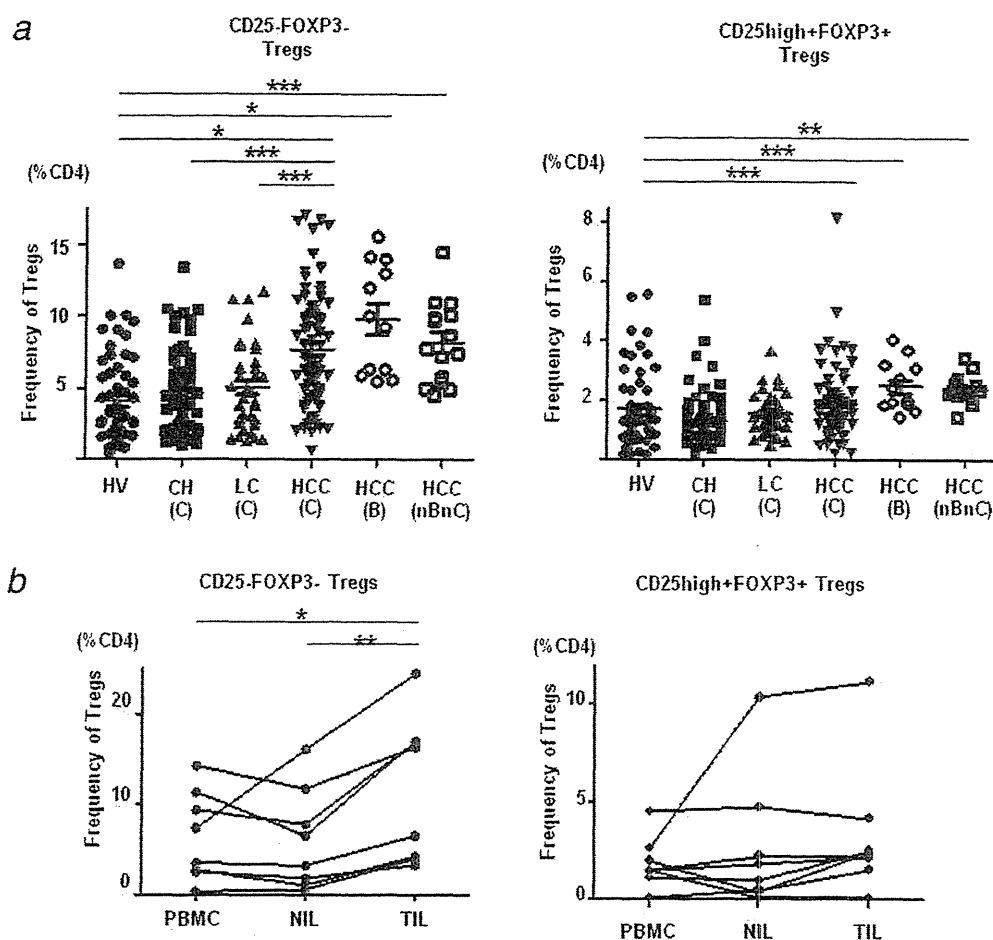 a
CD25-FOXP3-
Tregs
***
*
*
***
***
(%CD4)
Frequency of Tregs
15
10
5
HV
CH
(C)
LC
(C)
HCC
(C)
HCC
(B)
HCC
(nBnC)
CD25high+FOXP3+
Tregs
**
***
***
(%CD4)
Frequency of Tregs
8
6
4
2
HV
CH
(C)
LC
(C)
HCC
(C)
HCC
(B)
HCC
(nBnC)
b
CD25-FOXP3- Tregs
*
**
(%CD4)
Frequency of Tregs
20
10
0
PBMC
NIL
TIL
CD25high+FOXP3+ Tregs
(%CD4)
Frequency of Tregs
10
5
0
PBMC
NIL
TIL